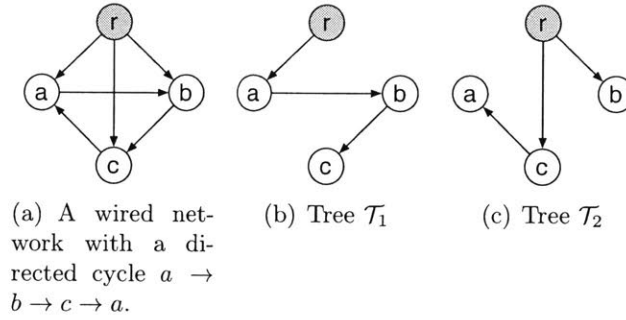 r
a
b
c
r
a
b
c
r
a
b
c
(a) A wired net-
work with a di-
rected cycle a →
b → c → a.
(b) Tree 𝒯₁
(c) Tree 𝒯₂